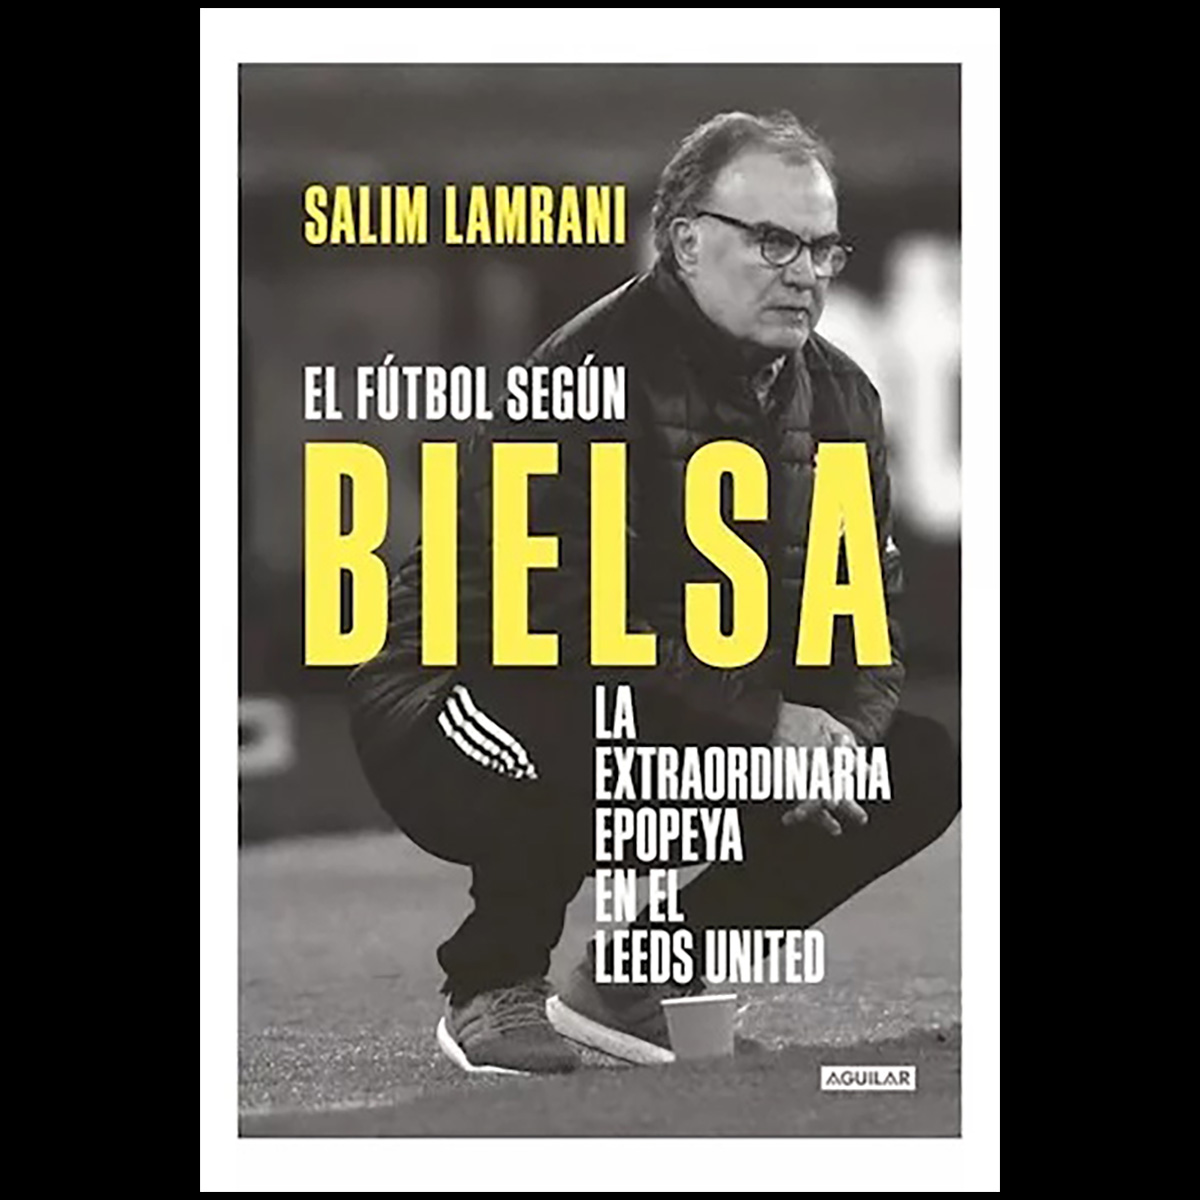 SALIM LAMRANI
EL FÚTBOL SEGÚN
BIELSA
LA
EXTRAORDINARIA
EPOPEYA
EN EL
LEEDS UNITED
AGUILAR